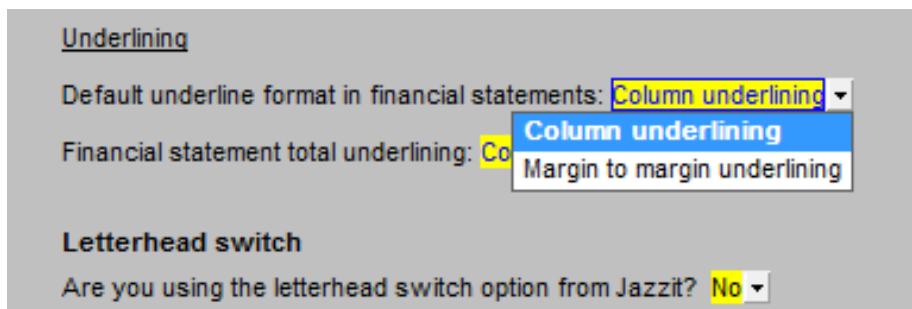 Underlining
Default underline format in financial statements: Column underlining
Column underlining
Financial statement total underlining: Co
Margin to margin underlining
Letterhead switch
Are you using the letterhead switch option from Jazzit? No